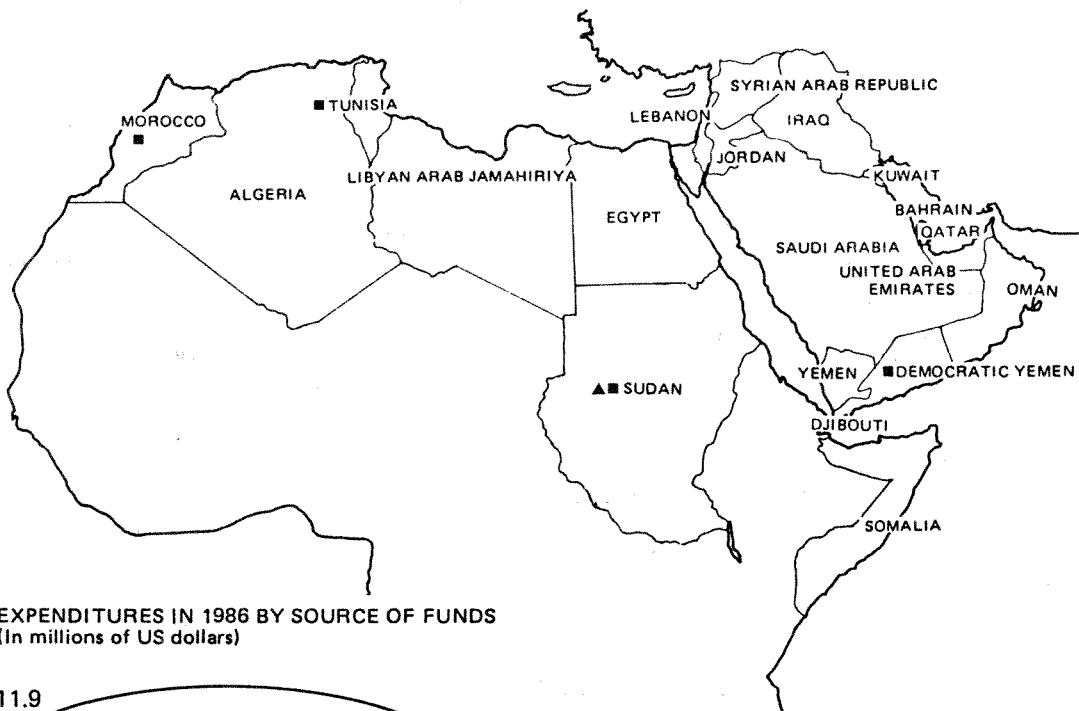 SYRIAN ARAB REPUBLIC
TUNISIA
LEBANON
MOROCCO
IRAQ
JORDAN
KUWAIT
LIBYAN ARAB JAMAHIRIYA
ALGERIA
BAHRAIN
EGYPT
QATAR
SAUDI ARABIA
UNITED ARAB
EMIRATES
OMAN
YEMEN
DEMOCRATIC YEMEN
SUDAN
DJIBOUTI
SOMALIA
EXPENDITURES IN 1986 BY SOURCE OF FUNDS
(In millions of US dollars)
11.9